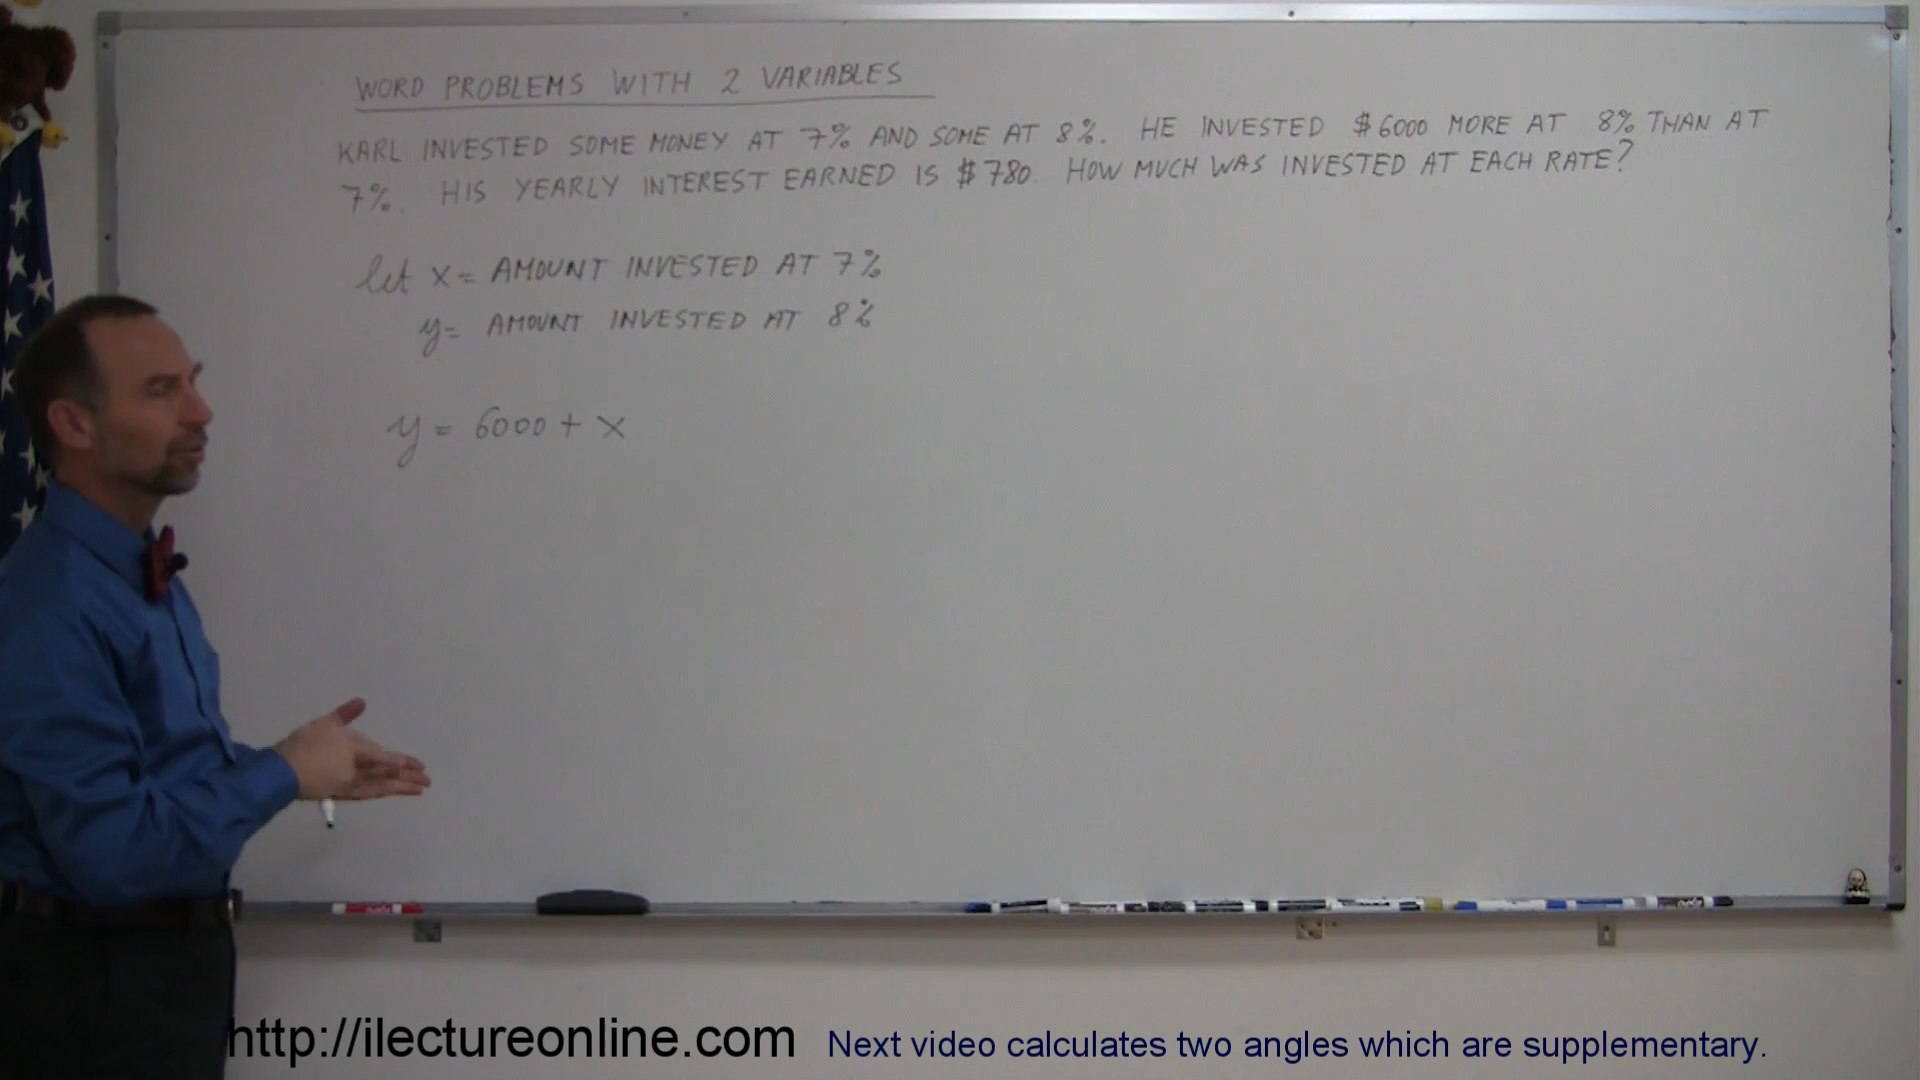 WORD PROBLEMS WITH 2 VARIABLES
KARL INVESTED SOME MONEY AT 7% AND SOME AT 8%. HE INVESTED $6000 MORE AT 8% THAN AT
7%. HIS YEARLY INTEREST EARNED IS $780. HOW MUCH WAS INVESTED AT EACH RATE?
let x = AMOUNT INVESTED AT 7%
y = AMOUNT INVESTED AT 8%
y = 6000 + x
http://ilectureonline.com Next video calculates two angles which are supplementary.